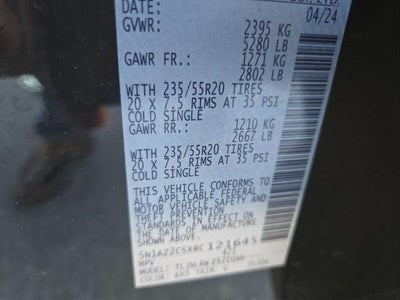 LTD.
DATE: 04/24
GVWR: 2395 KG
5280 LB
GAWR FR.: 1271 KG
2802 LB
WITH 235/55R20 TIRES
20 X 7.5 RIMS AT 35 PSI
COLD SINGLE
GAWR RR.: 1210 KG
2667 LB
WITH 235/55R20 TIRES
20 X 7.5 RIMS AT 35 PSI
COLD SINGLE
THIS VEHICLE CONFORMS TO
ALL APPLICABLE FEDERAL
MOTOR VEHICLE SAFETY AND
THEFT PREVENTION
STANDARDS IN EFFECT ON
THE DATE OF MANUFACTURE
121645
MPV